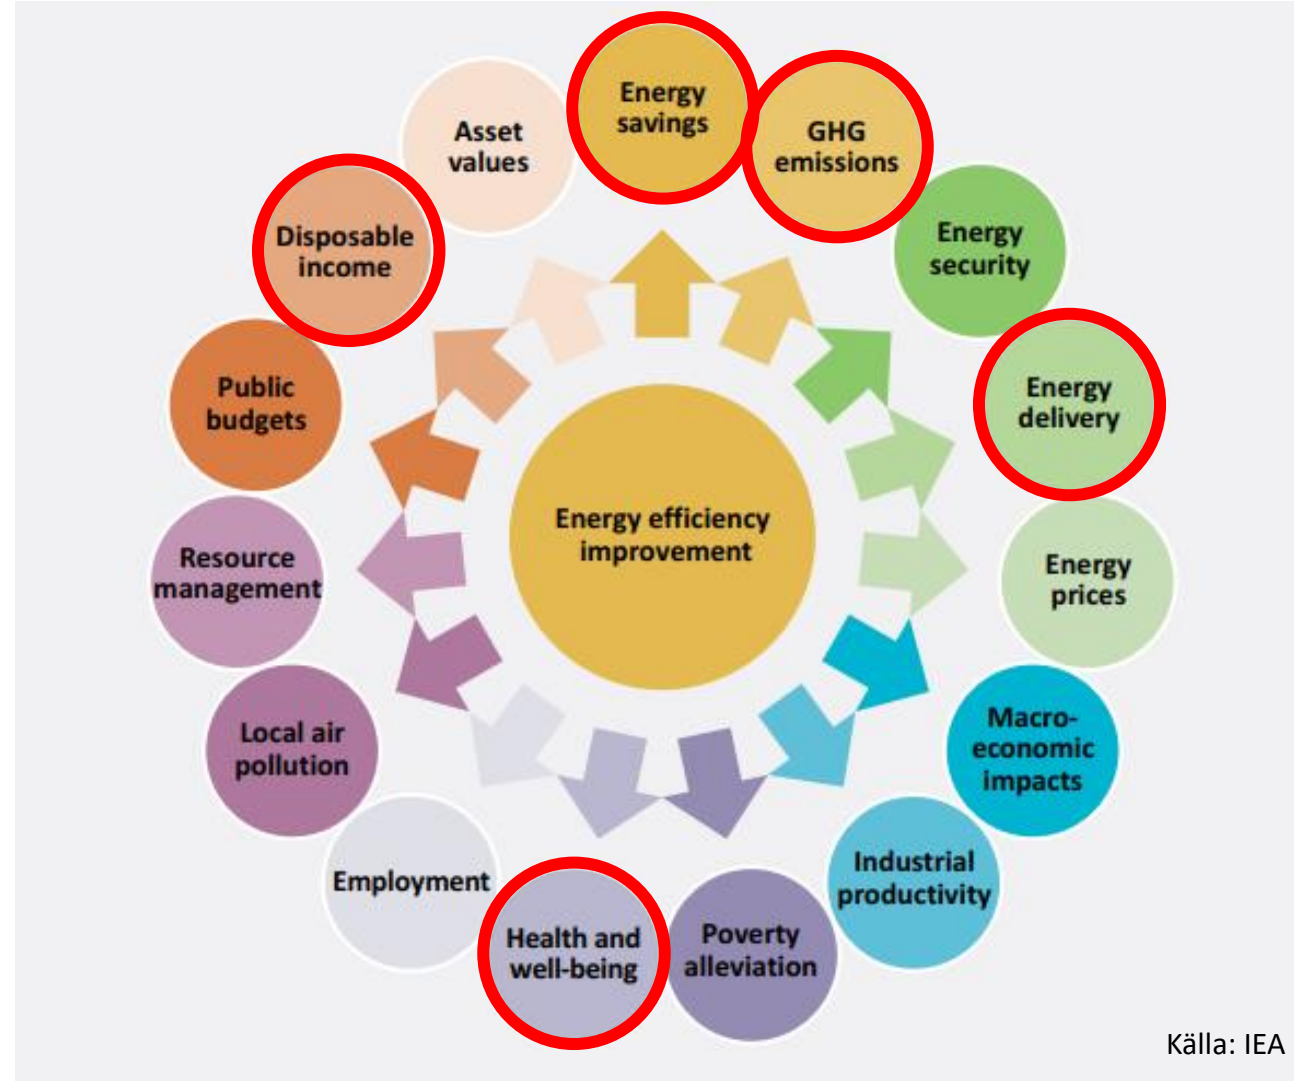 Energy
savings
GHG
emissions
Energy
security
Energy
delivery
Energy
prices
Macro-
economic
impacts
Industrial
productivity
Poverty
alleviation
Health and
well-being
Employment
Local air
pollution
Resource
management
Public
budgets
Disposable
income
Asset
values
Energy efficiency
improvement
Källa: IEA